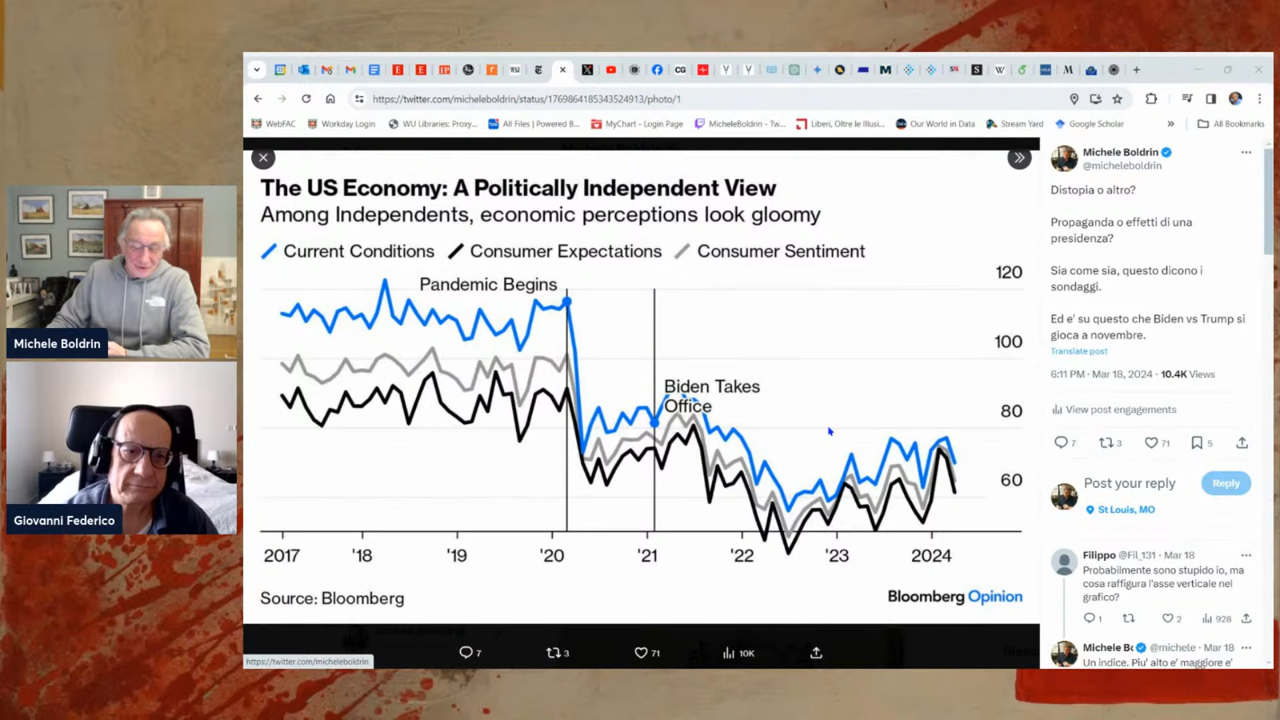 https://twitter.com/micheleboldrin/status/1769864185343524913/photo/1
WebFAC
Workday Login
WU Libraries: Proxy...
All Files | Powered B...
MyChart - Login Page
MicheleBoldrin - Tw...
Liberi, Oltre le Illusi...
Our World in Data
Stream Yard
Google Scholar
All Bookmarks
The US Economy: A Politically Independent View
Among Independents, economic perceptions look gloomy
Current Conditions
Consumer Expectations
Consumer Sentiment
Pandemic Begins
Biden Takes
Office
120
100
80
60
2017
'18
'19
'20
'21
'22
'23
2024
Source: Bloomberg
Bloomberg Opinion
7
3
71
10K
https://twitter.com/micheleboldrin
Michele Boldrin
@micheleboldrin
Distopia o altro?
Propaganda o effetti di una
presidenza?
Sia come sia, questo dicono i
sondaggi.
Ed e' su questo che Biden vs Trump si
gioca a novembre.
Translate post
6:11 PM · Mar 18, 2024 · 10.4K Views
View post engagements
7
3
71
5
Post your reply
Reply
St Louis, MO
Filippo @Fil_131 · Mar 18
Probabilmente sono stupido io, ma
cosa raffigura l'asse verticale nel
grafico?
1
2
928
Michele Bo @michele · Mar 18
Un indice. Piu' alto e' maggiore e'
Michele Boldrin
Giovanni Federico